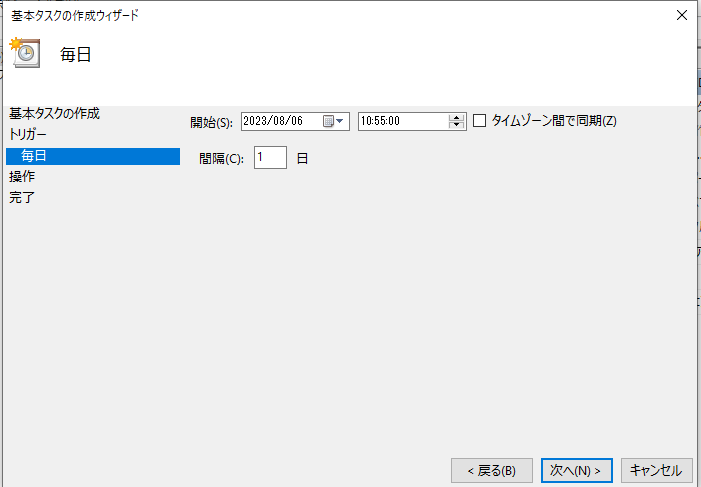 基本タスクの作成ウィザード
毎日
基本タスクの作成
トリガー
毎日
操作
完了
開始(S): 2023/08/06 10:55:00 タイムゾーン間で同期(Z)
間隔(C): 1 日
< 戻る(B) 次へ(N) > キャンセル